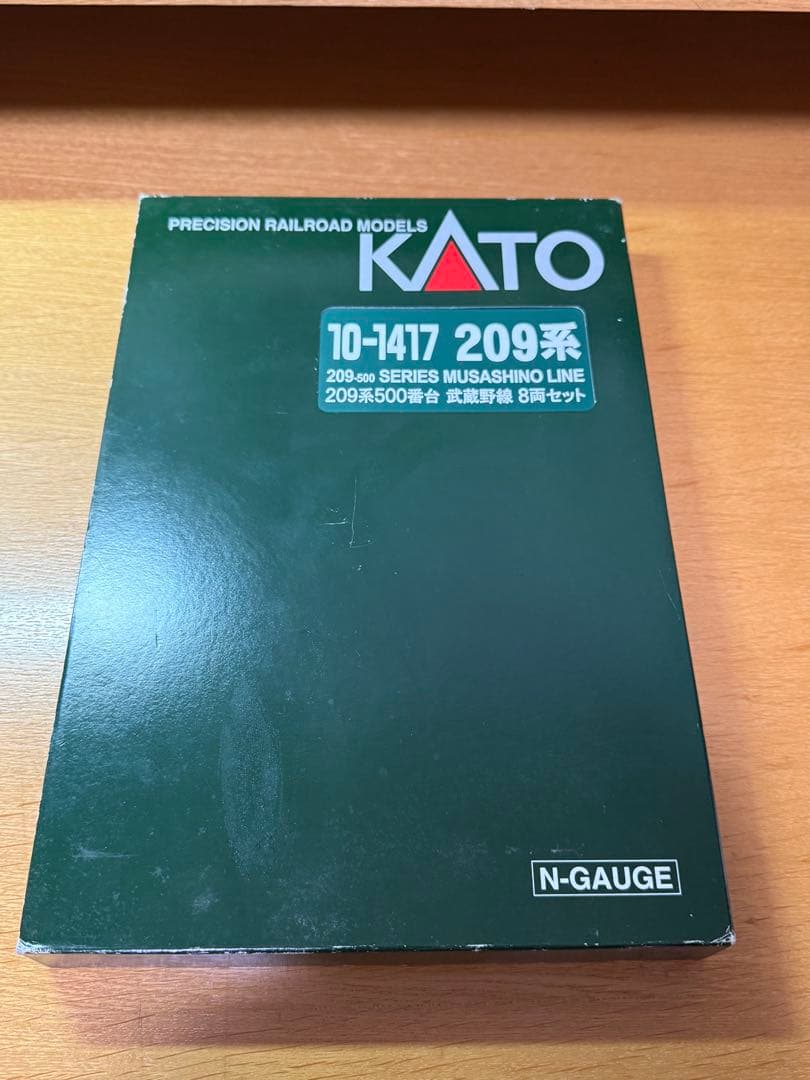 PRECISION RAILROAD MODELS
KATO
10-1417 209系
209-500 SERIES MUSASHINO LINE
209系500番台 武蔵野線 8両セット
N-GAUGE